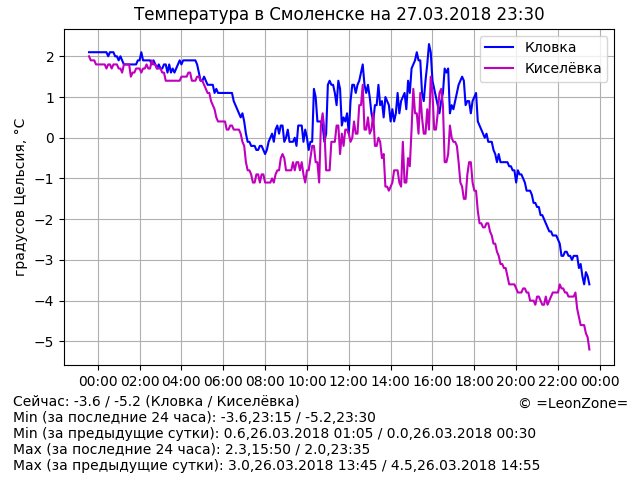 Температура в Смоленске на 27.03.2018 23:30
Кловка
Киселёвка
градусов Цельсия, °C
2
1
0
−1
−2
−3
−4
−5
00:00 02:00 04:00 06:00 08:00 10:00 12:00 14:00 16:00 18:00 20:00 22:00 00:00
Сейчас: -3.6 / -5.2 (Кловка / Киселёвка)
© =LeonZone=
Min (за последние 24 часа): -3.6,23:15 / -5.2,23:30
Min (за предыдущие сутки): 0.6,26.03.2018 01:05 / 0.0,26.03.2018 00:30
Max (за последние 24 часа): 2.3,15:50 / 2.0,23:35
Max (за предыдущие сутки): 3.0,26.03.2018 13:45 / 4.5,26.03.2018 14:55